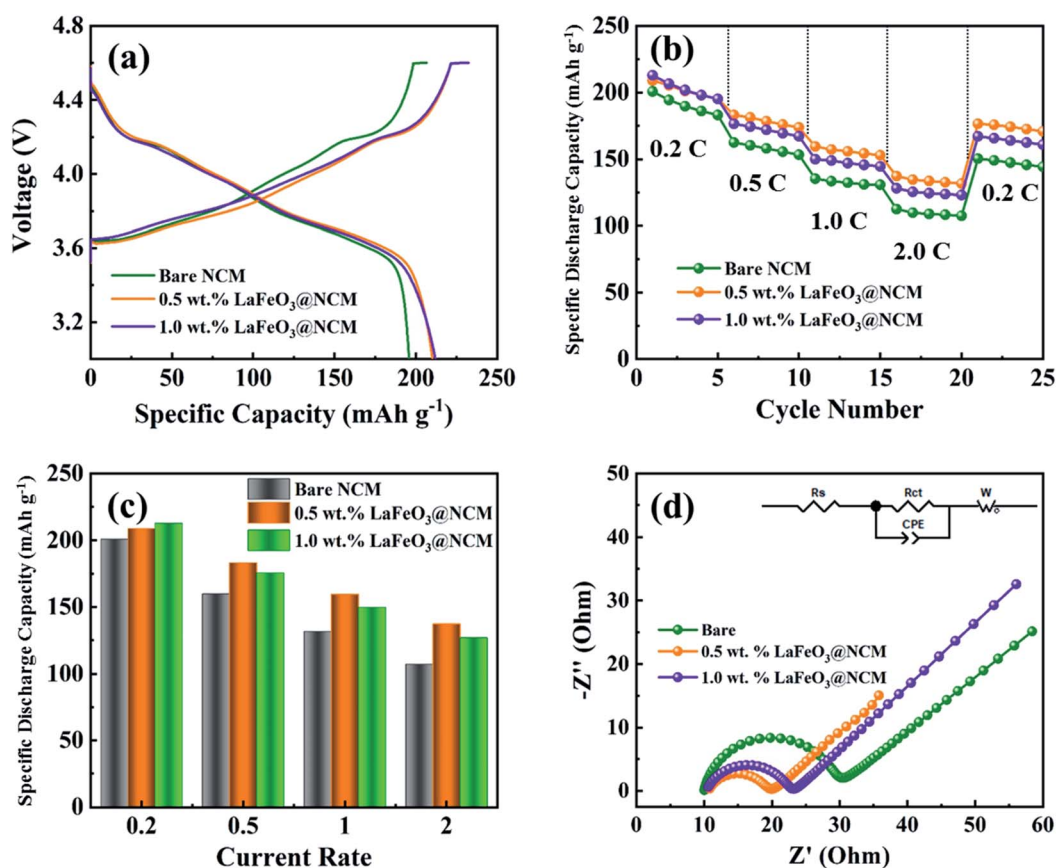 (a)
4.8
4.4
4.0
3.6
3.2
Voltage (V)
Bare NCM
0.5 wt.% LaFeO₃@NCM
1.0 wt.% LaFeO₃@NCM
0 50 100 150 200 250
Specific Capacity (mAh g⁻¹)
(b)
250
200
150
100
50
0
Specific Discharge Capacity (mAh g⁻¹)
0.2 C
0.5 C
1.0 C
2.0 C
0.2 C
Bare NCM
0.5 wt.% LaFeO₃@NCM
1.0 wt.% LaFeO₃@NCM
0 5 10 15 20 25
Cycle Number
(c)
250
200
150
100
50
0
Specific Discharge Capacity (mAh g⁻¹)
Bare NCM
0.5 wt.% LaFeO₃@NCM
1.0 wt.% LaFeO₃@NCM
0.2 0.5 1 2
Current Rate
(d)
50
40
30
20
10
0
-Z'' (Ohm)
Rs Rct W
CPE
Bare
0.5 wt. % LaFeO₃@NCM
1.0 wt. % LaFeO₃@NCM
0 10 20 30 40 50 60
Z' (Ohm)